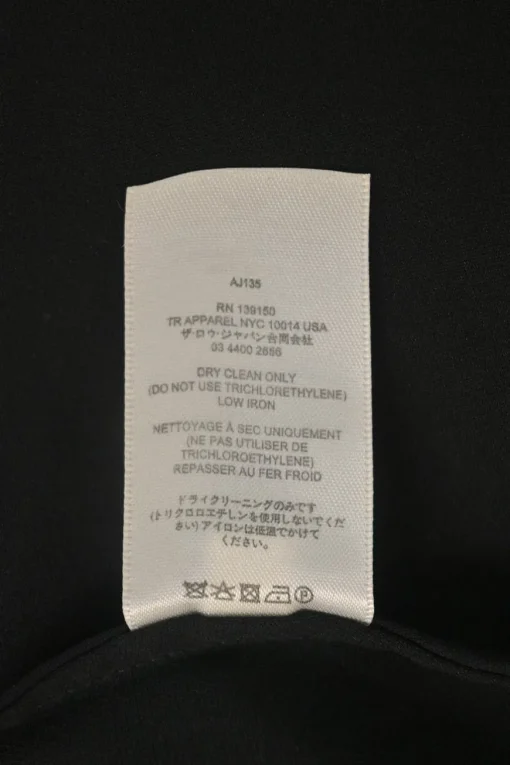 AJ135
RN 139150
TR APPAREL NYC 10014 USA
ザ・ロウ・ジャパン合同会社
03 4400 2656
DRY CLEAN ONLY
(DO NOT USE TRICHLORETHYLENE)
LOW IRON
NETTOYAGE À SEC UNIQUEMENT
(NE PAS UTILISER DE
TRICHLOROETHYLENE)
REPASSER AU FER FROID
ドライクリーニングのみです
(トリクロロエチレンを使用しないでくだ
さい)アイロンは低温でかけて
ください。
P